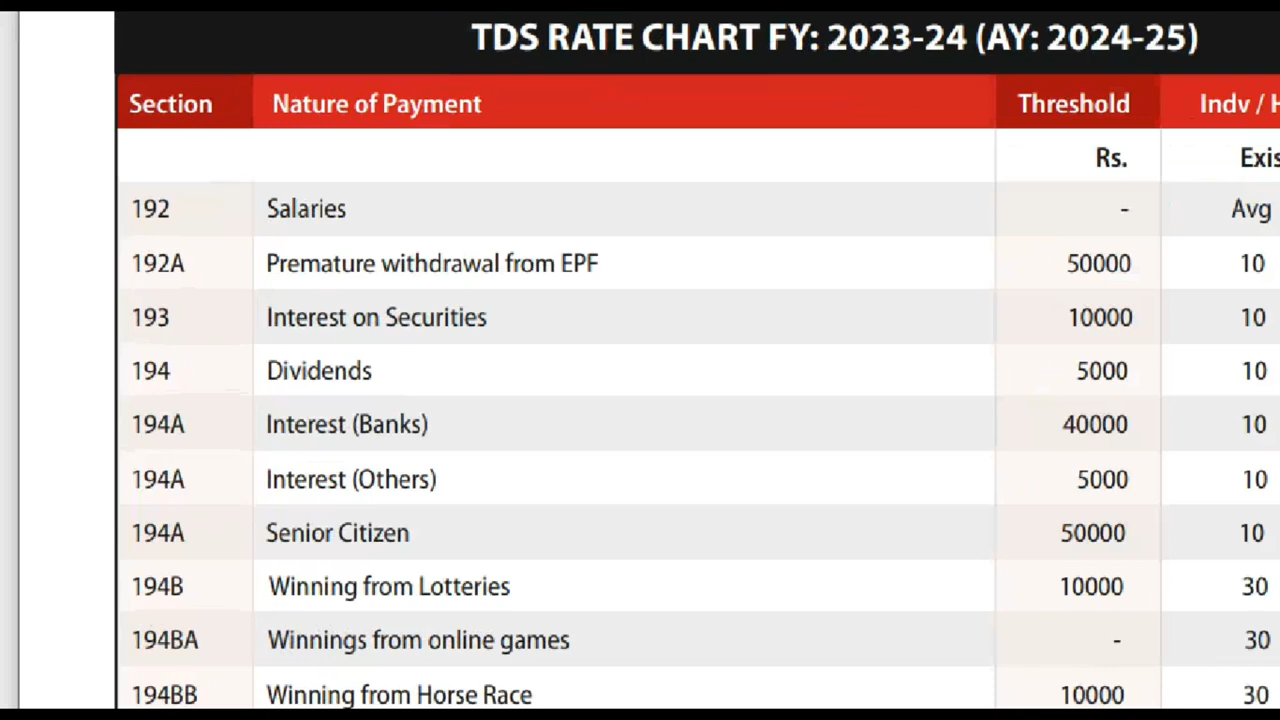 TDS RATE CHART FY: 2023-24 (AY: 2024-25)
Section Nature of Payment Threshold Indv / H
Rs. Exis
192 Salaries - Avg
192A Premature withdrawal from EPF 50000 10
193 Interest on Securities 10000 10
194 Dividends 5000 10
194A Interest (Banks) 40000 10
194A Interest (Others) 5000 10
194A Senior Citizen 50000 10
194B Winning from Lotteries 10000 30
194BA Winnings from online games - 30
194BB Winning from Horse Race 10000 30